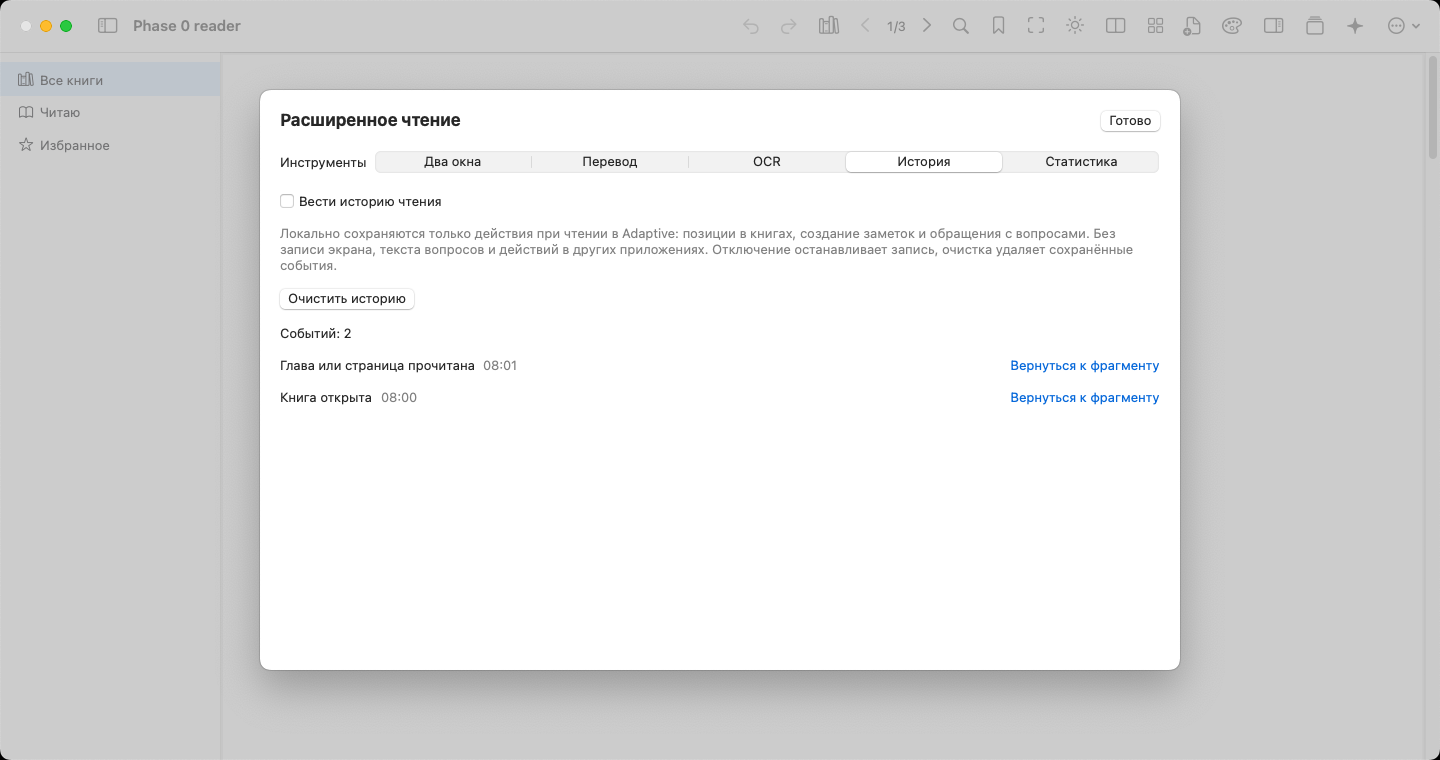 Phase 0 reader
1/3
Все книги
Читаю
Избранное
Расширенное чтение
Готово
Инструменты
Два окна
Перевод
OCR
История
Статистика
Вести историю чтения
Локально сохраняются только действия при чтении в Adaptive: позиции в книгах, создание заметок и обращения с вопросами. Без
записи экрана, текста вопросов и действий в других приложениях. Отключение останавливает запись, очистка удаляет сохранённые
события.
Очистить историю
Событий: 2
Глава или страница прочитана 08:01 Вернуться к фрагменту
Книга открыта 08:00 Вернуться к фрагменту